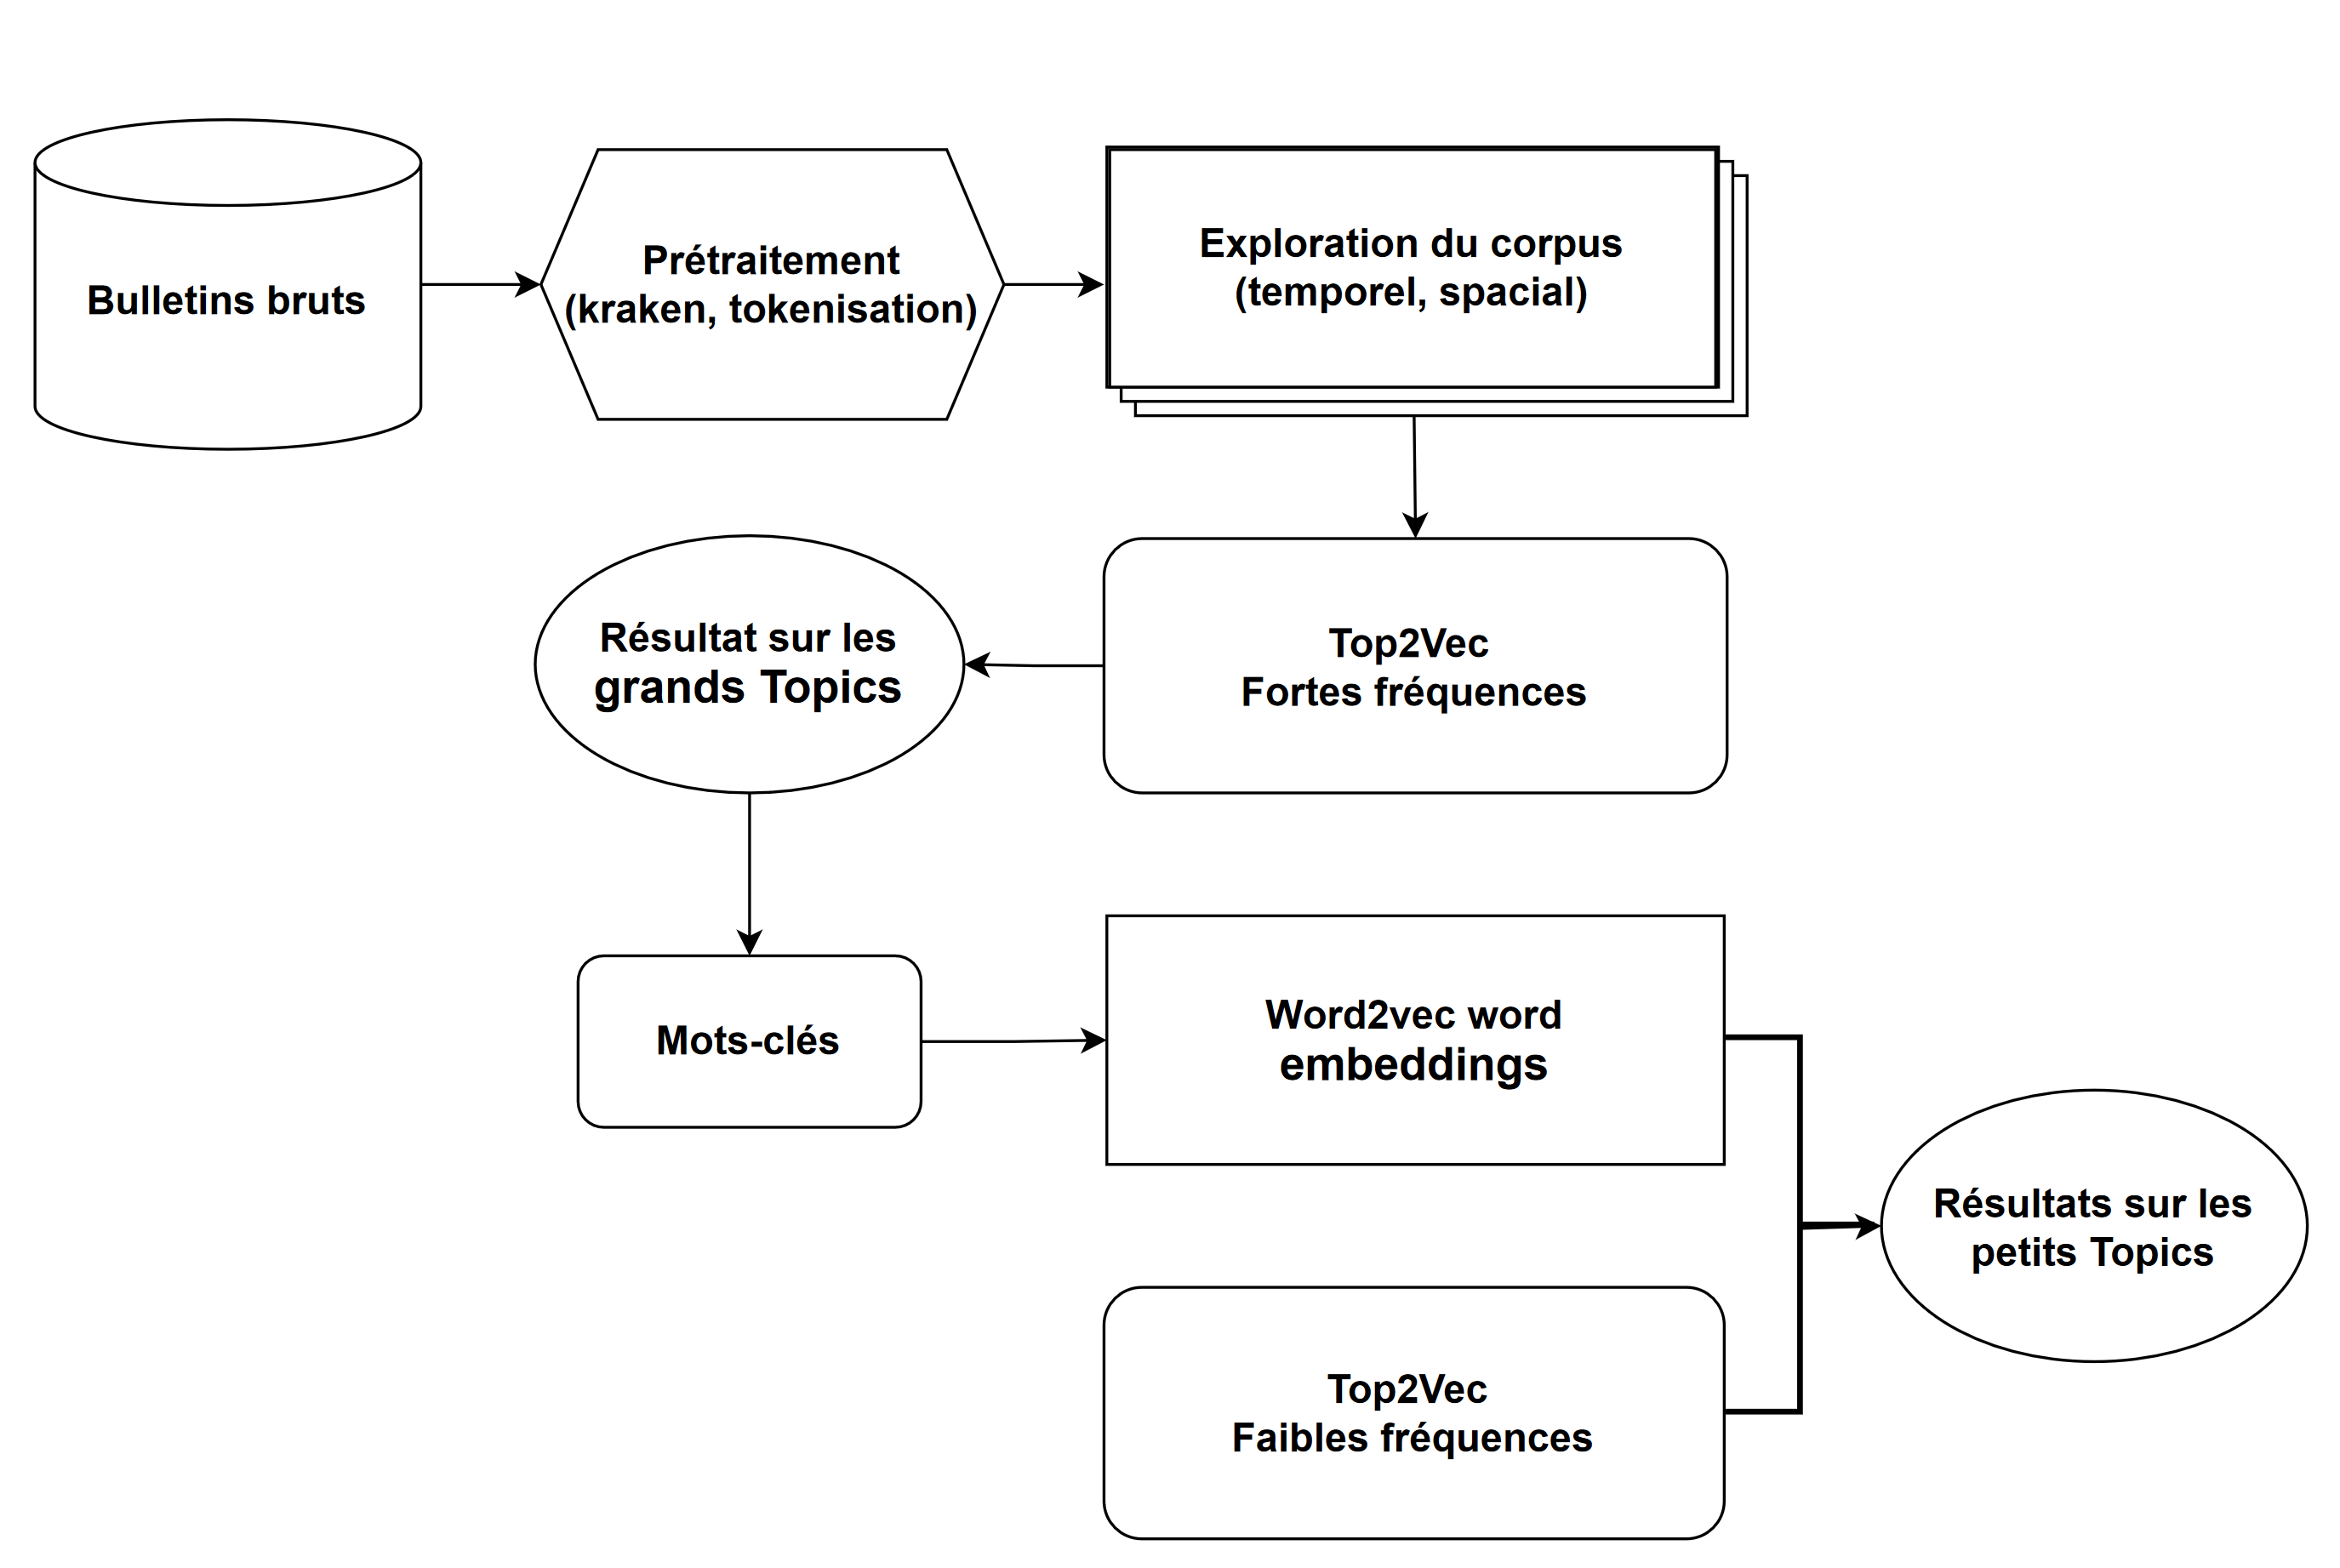 Bulletins bruts
Prétraitement
(kraken, tokenisation)
Exploration du corpus
(temporel, spacial)
Résultat sur les
grands Topics
Top2Vec
Fortes fréquences
Mots-clés
Word2vec word
embeddings
Résultats sur les
petits Topics
Top2Vec
Faibles fréquences